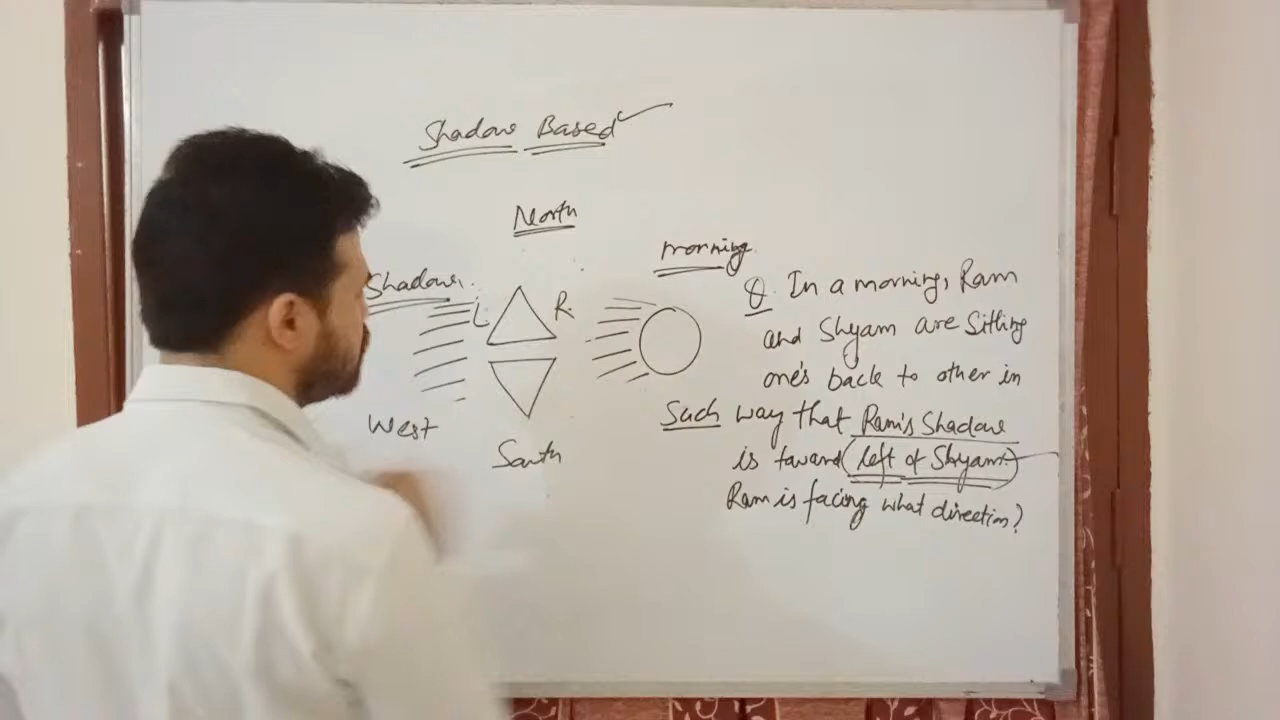 Shadow Based
North
morning
Shadow.
L
R.
West
South
Q. In a morning, Ram
and Shyam are Sitting
one's back to other in
Such way that Ram's Shadow
is toward (left of Shyam.)
Ram is facing what direction?